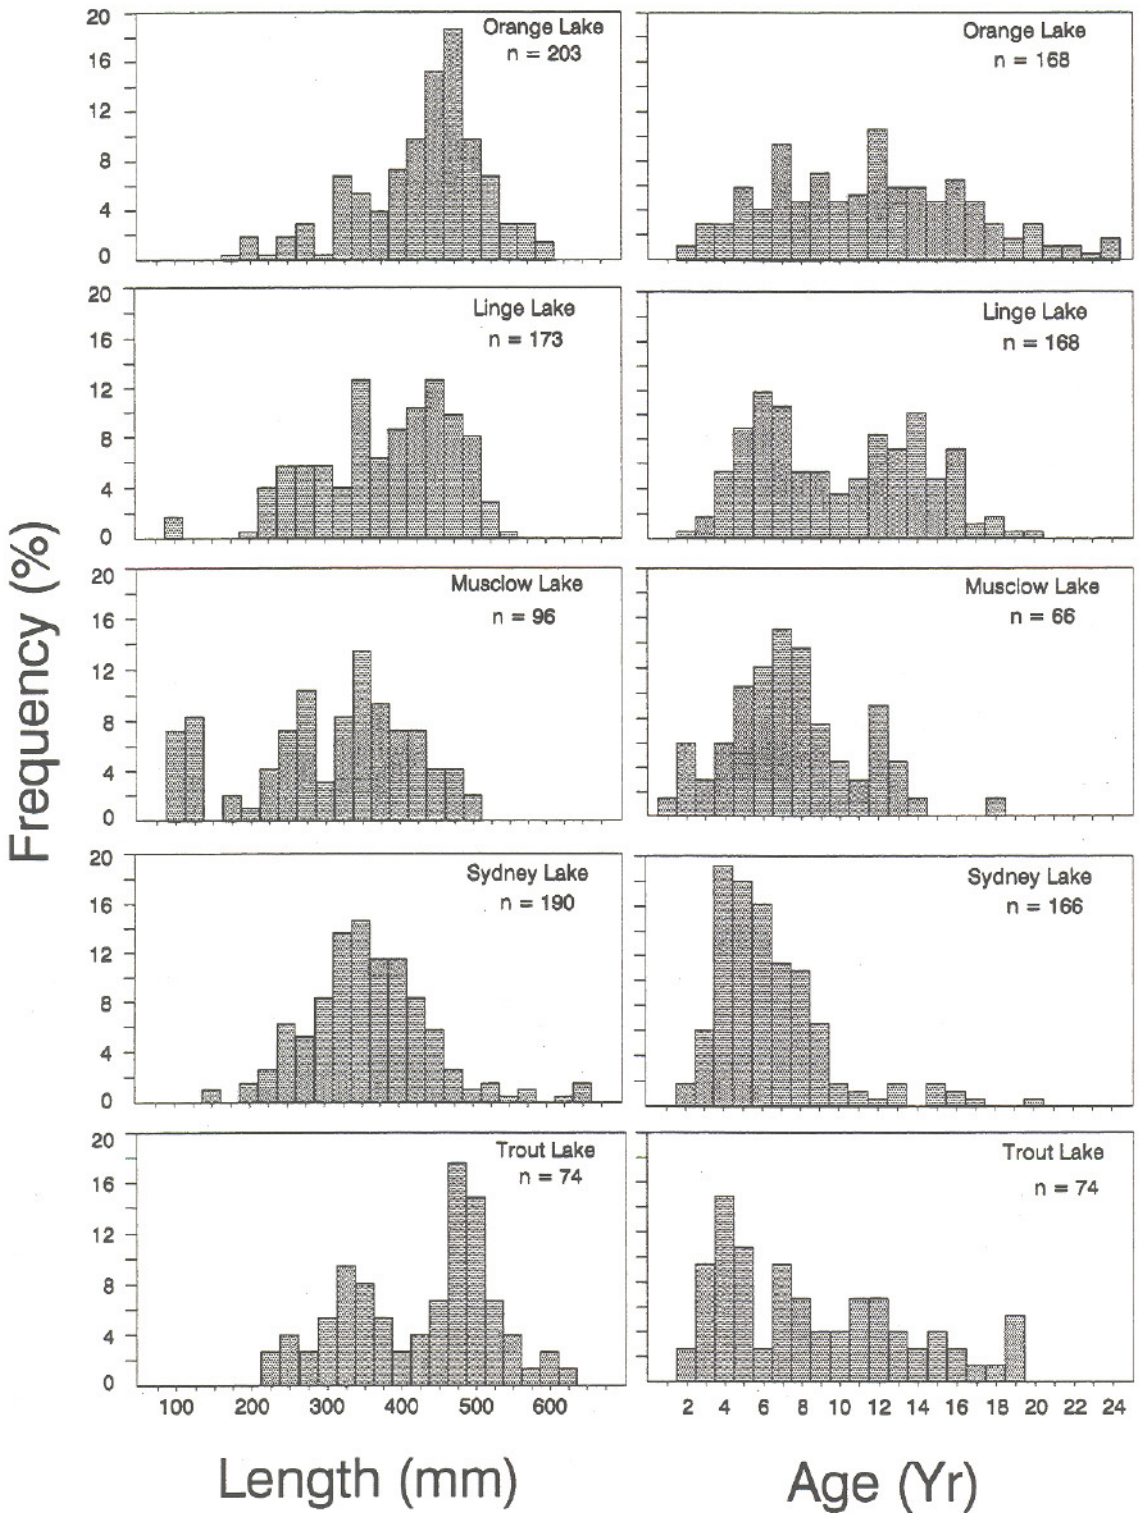 Frequency (%)
20
16
12
8
4
0
Orange Lake
n = 203
Orange Lake
n = 168
20
16
12
8
4
0
Linge Lake
n = 173
Linge Lake
n = 168
20
16
12
8
4
0
Musclow Lake
n = 96
Musclow Lake
n = 66
20
16
12
8
4
0
Sydney Lake
n = 190
Sydney Lake
n = 166
20
16
12
8
4
0
Trout Lake
n = 74
Trout Lake
n = 74
100 200 300 400 500 600
2 4 6 8 10 12 14 16 18 20 22 24
Length (mm)
Age (Yr)